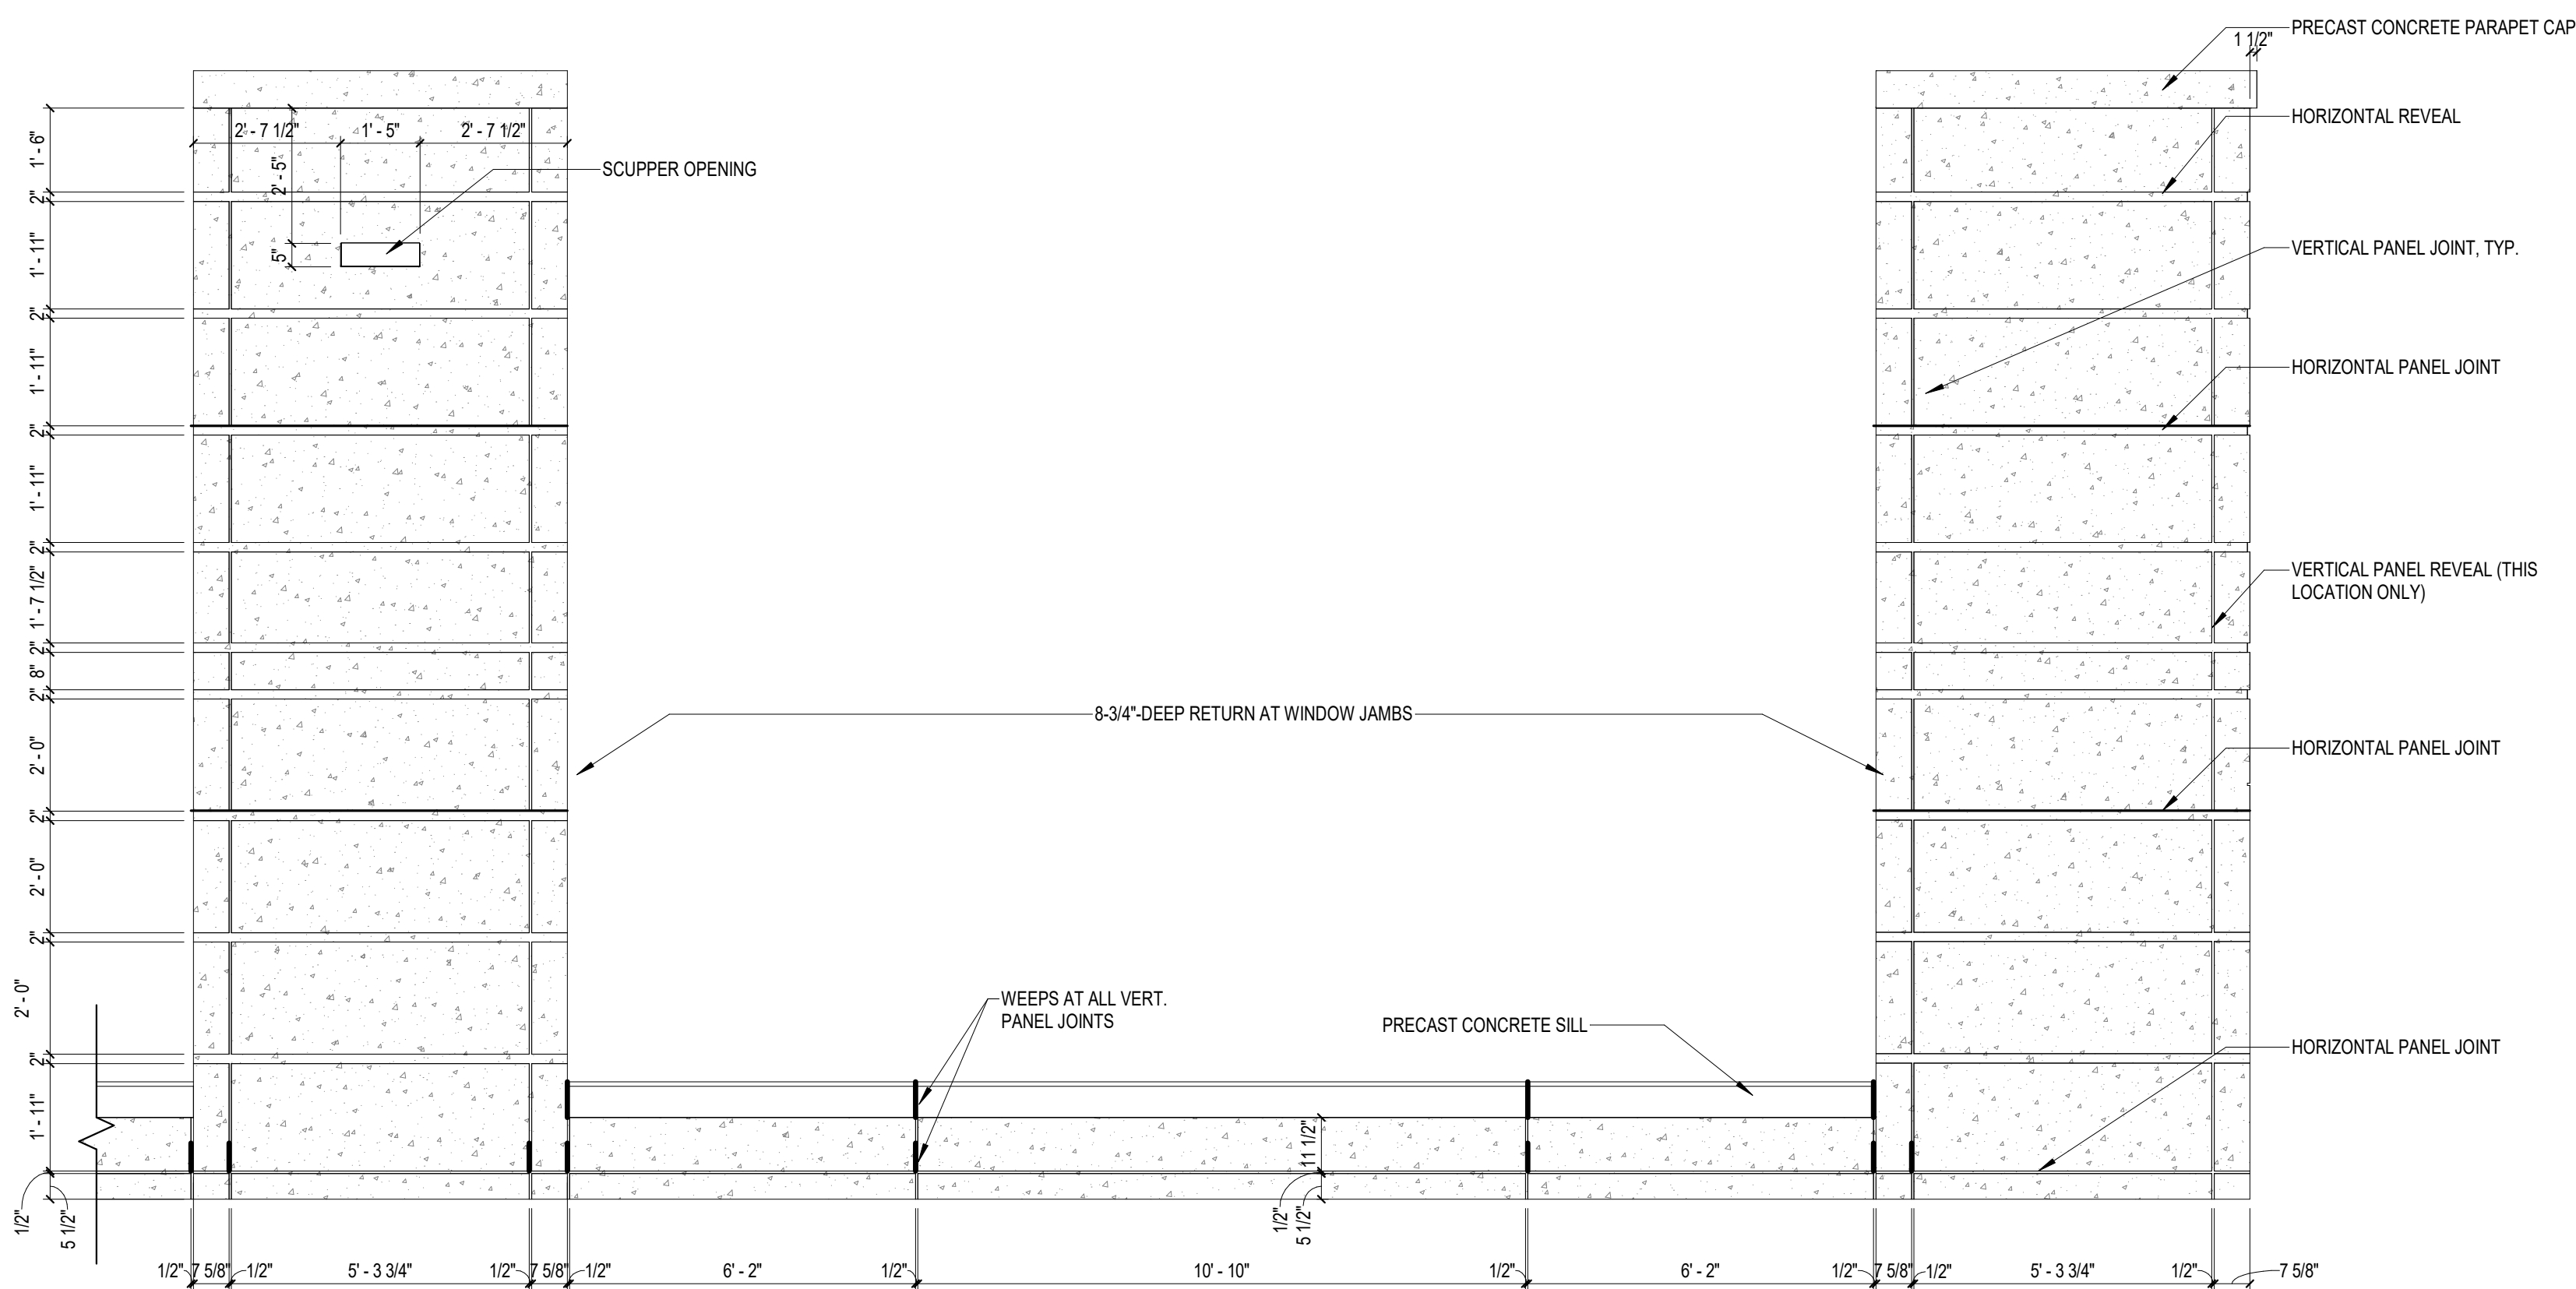 PRECAST CONCRETE PARAPET CAP
1 1/2"
HORIZONTAL REVEAL
2' - 7 1/2"
1' - 5"
2' - 7 1/2"
1' - 6"
2' - 5"
SCUPPER OPENING
2"
VERTICAL PANEL JOINT, TYP.
1' - 11"
5"
2"
1' - 11"
HORIZONTAL PANEL JOINT
2"
1' - 11"
2"
1' - 7 1/2"
VERTICAL PANEL REVEAL (THIS
LOCATION ONLY)
2"
8"
2"
8-3/4"-DEEP RETURN AT WINDOW JAMBS
2' - 0"
HORIZONTAL PANEL JOINT
2"
2' - 0"
2"
2' - 0"
WEEPS AT ALL VERT.
PANEL JOINTS
PRECAST CONCRETE SILL
HORIZONTAL PANEL JOINT
2"
1' - 11"
11 1/2"
1/2"
5 1/2"
1/2"
5 1/2"
1/2"
7 5/8"
1/2"
5' - 3 3/4"
1/2"
7 5/8"
1/2"
6' - 2"
1/2"
10' - 10"
1/2"
6' - 2"
1/2"
7 5/8"
1/2"
5' - 3 3/4"
1/2"
7 5/8"